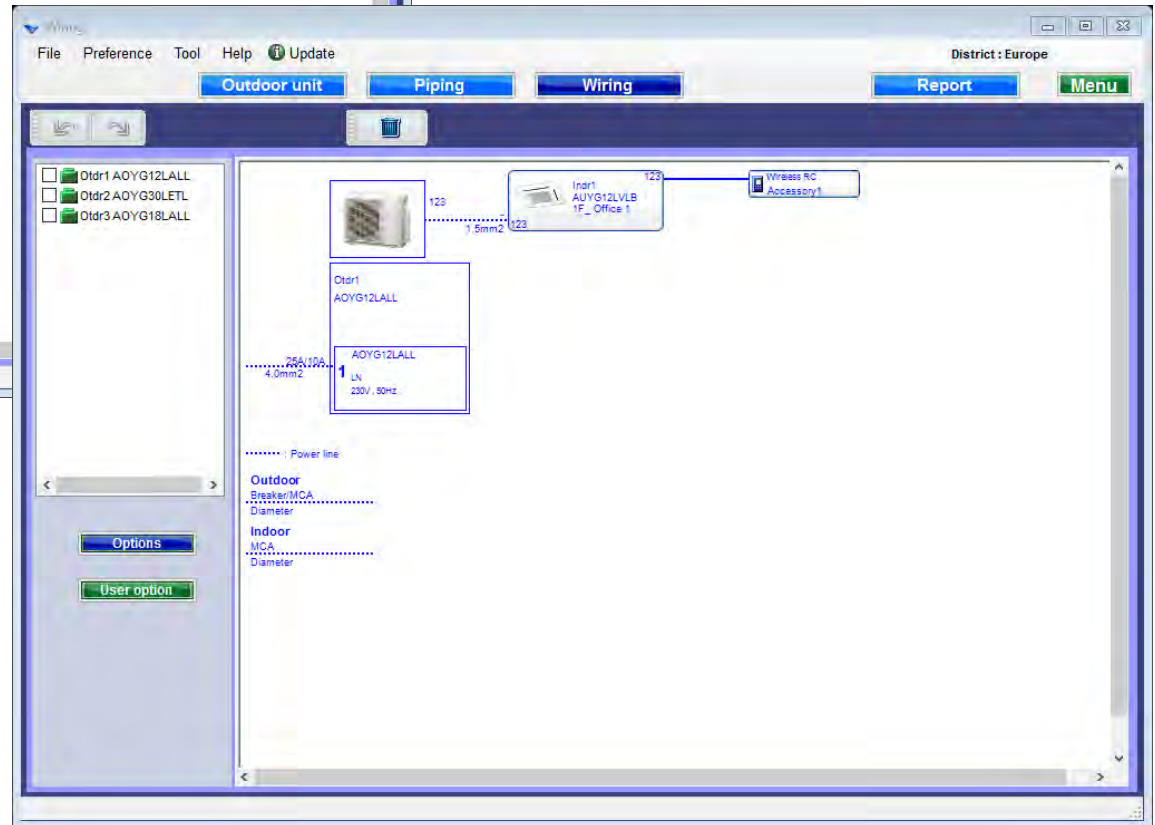 Wiring
File Preference Tool Help Update District : Europe
Outdoor unit Piping Wiring Report Menu
Otdr1 AOYG12LALL
Otdr2 AOYG30LETL
Otdr3 AOYG18LALL
123
1.5mm2
-
123
Indr1
AUYG12LVLB
1F_ Office 1
123
Wireless RC
Accessory1
Otdr1
AOYG12LALL
25A/10A
4.0mm2
AOYG12LALL
1
LN
230V , 50Hz
: Power line
Outdoor
Breaker/MCA
Diameter
Indoor
MCA
Diameter
Options
User option